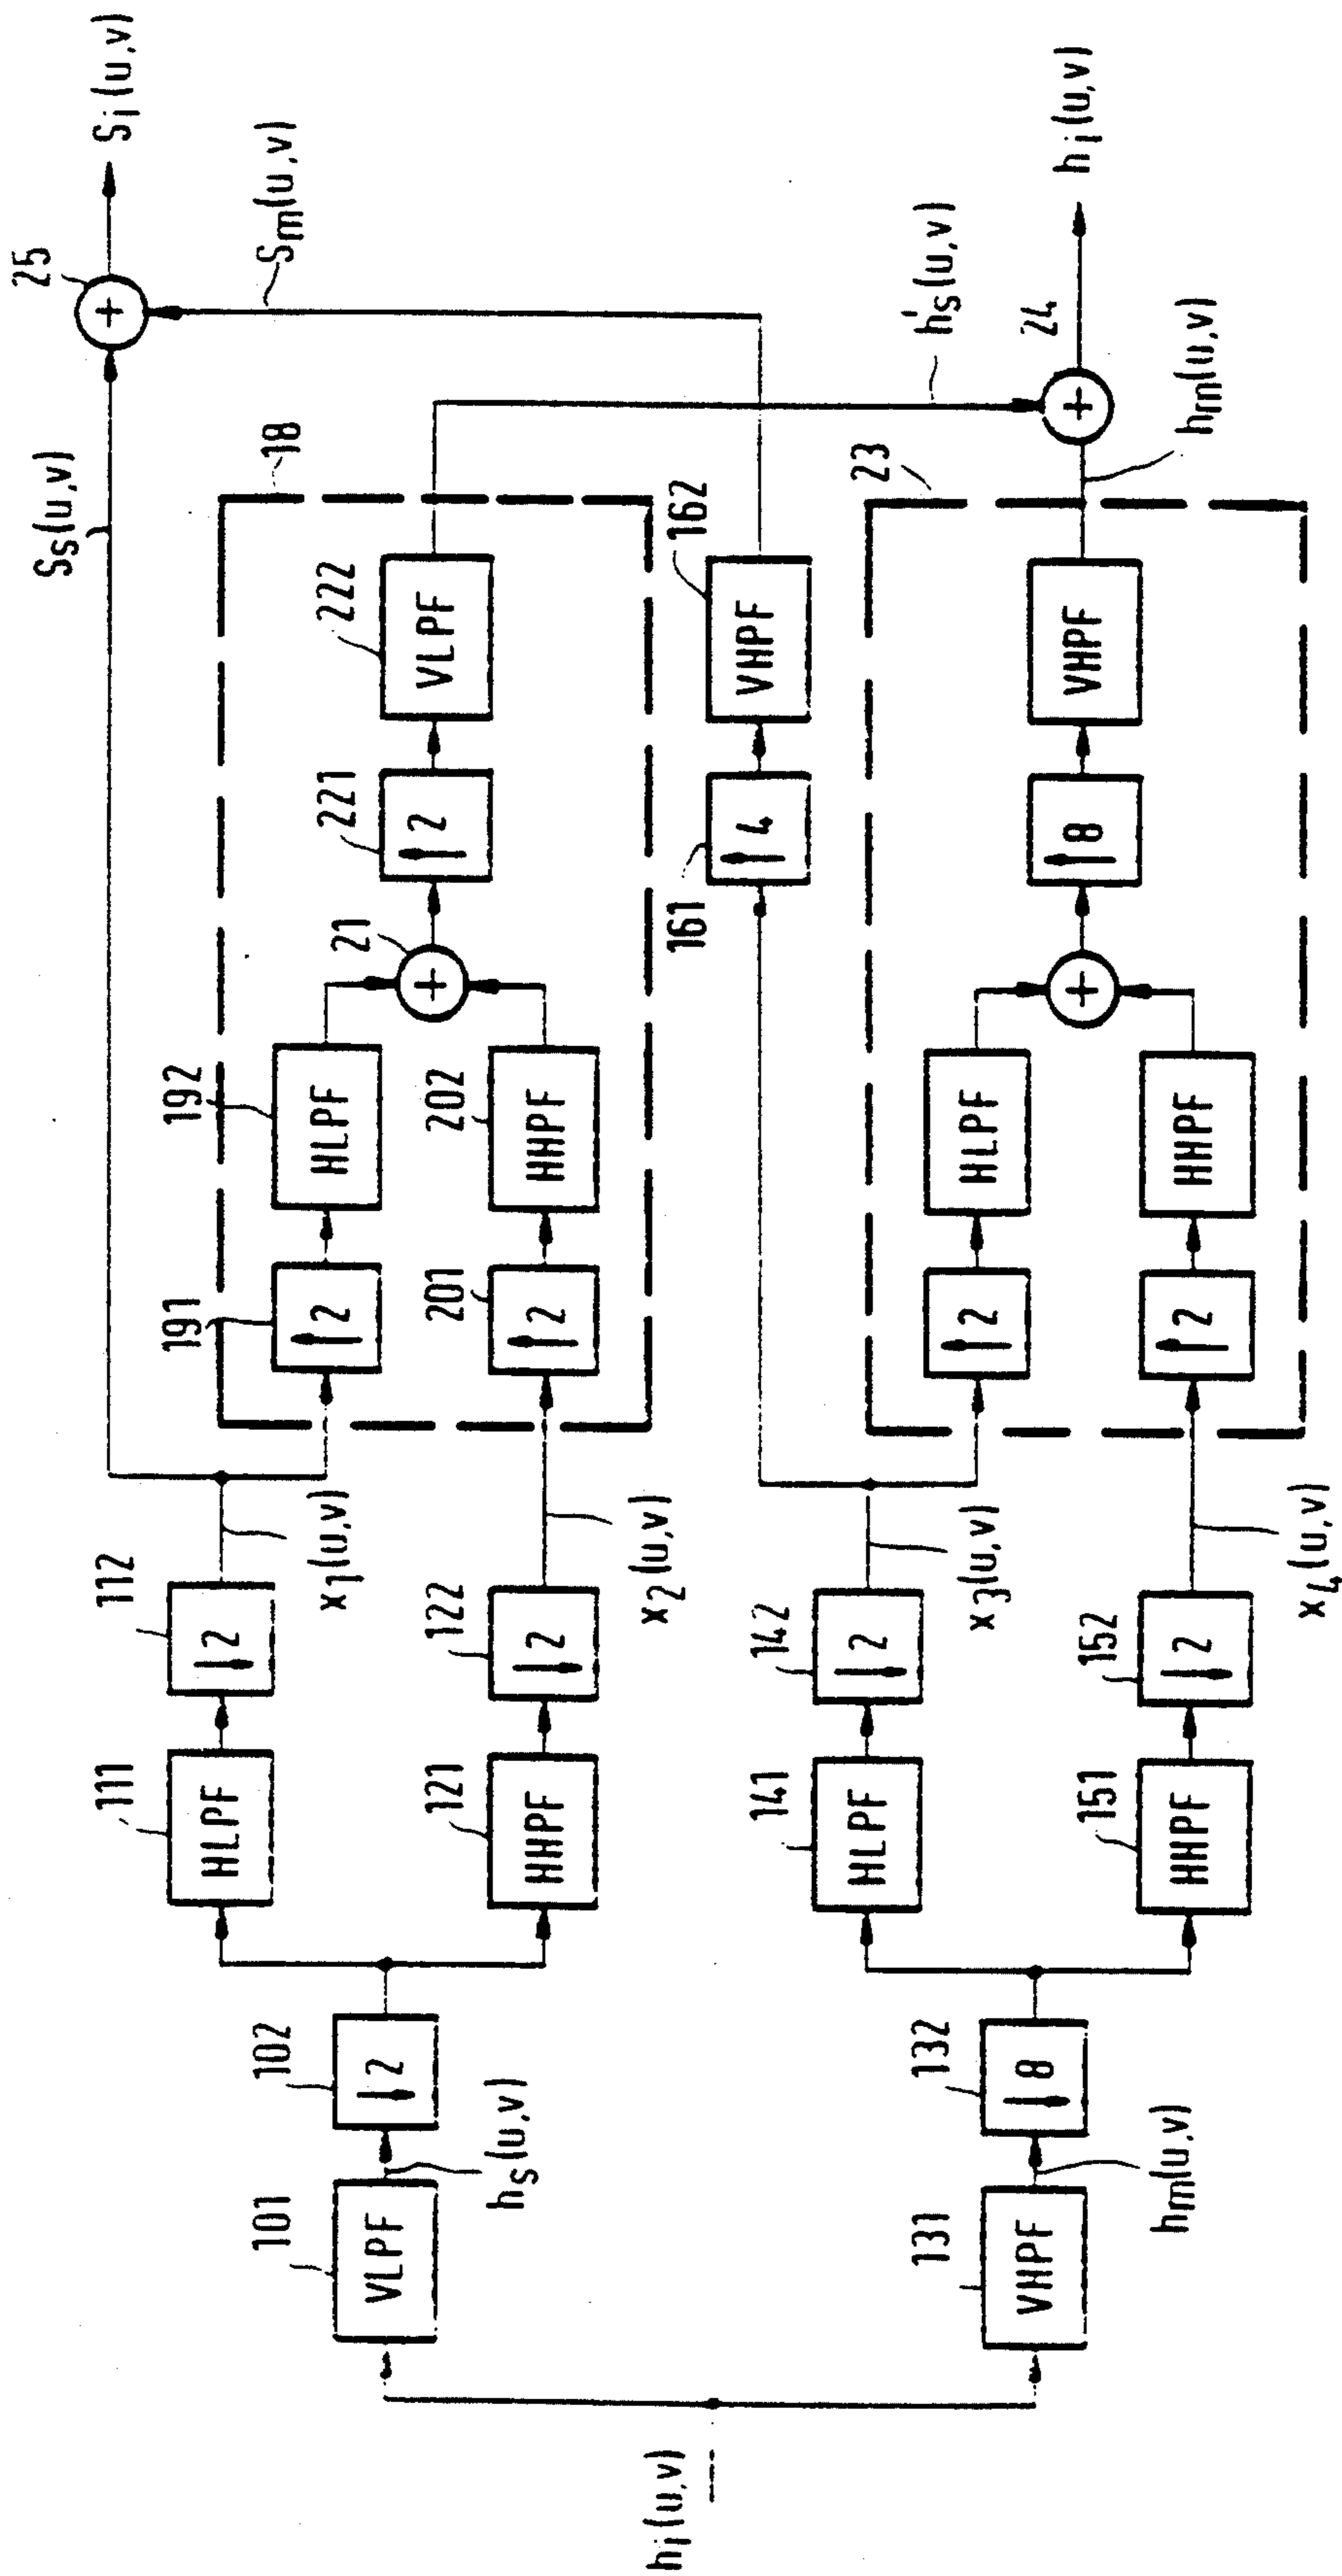 h_i(u,v)
101
VLPF
h_s(u,v)
102
2
111
HLPF
112
2
x_1(u,v)
121
HHPF
122
2
x_2(u,v)
131
VHPF
h_m(u,v)
132
8
141
HLPF
142
2
x_3(u,v)
151
HHPF
152
2
x_4(u,v)
S_s(u,v)
18
191
2
192
HLPF
201
2
202
HHPF
21
+
221
2
222
VLPF
161
4
162
VHPF
23
2
HLPF
2
HHPF
+
8
VHPF
h_m(u,v)
h'_s(u,v)
24
+
h_i(u,v)
S_m(u,v)
25
+
S_i(u,v)